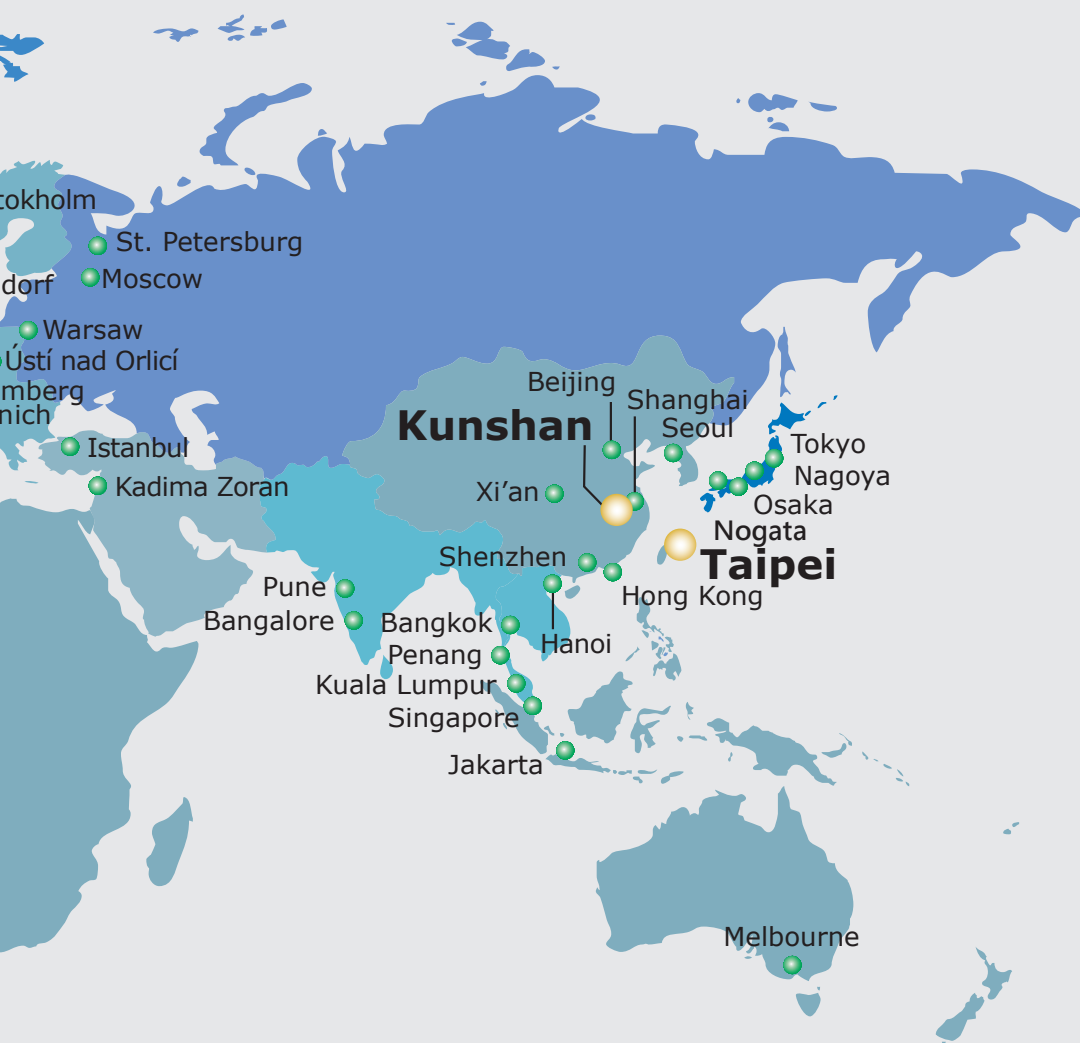 tokholm
St. Petersburg
Moscow
dorf
Warsaw
Ústí nad Orlicí
mberg
nich
Istanbul
Kadima Zoran
Beijing
Shanghai
Kunshan
Seoul
Tokyo
Nagoya
Xi’an
Osaka
Nogata
Shenzhen
Taipei
Pune
Hong Kong
Bangalore
Bangkok
Hanoi
Penang
Kuala Lumpur
Singapore
Jakarta
Melbourne